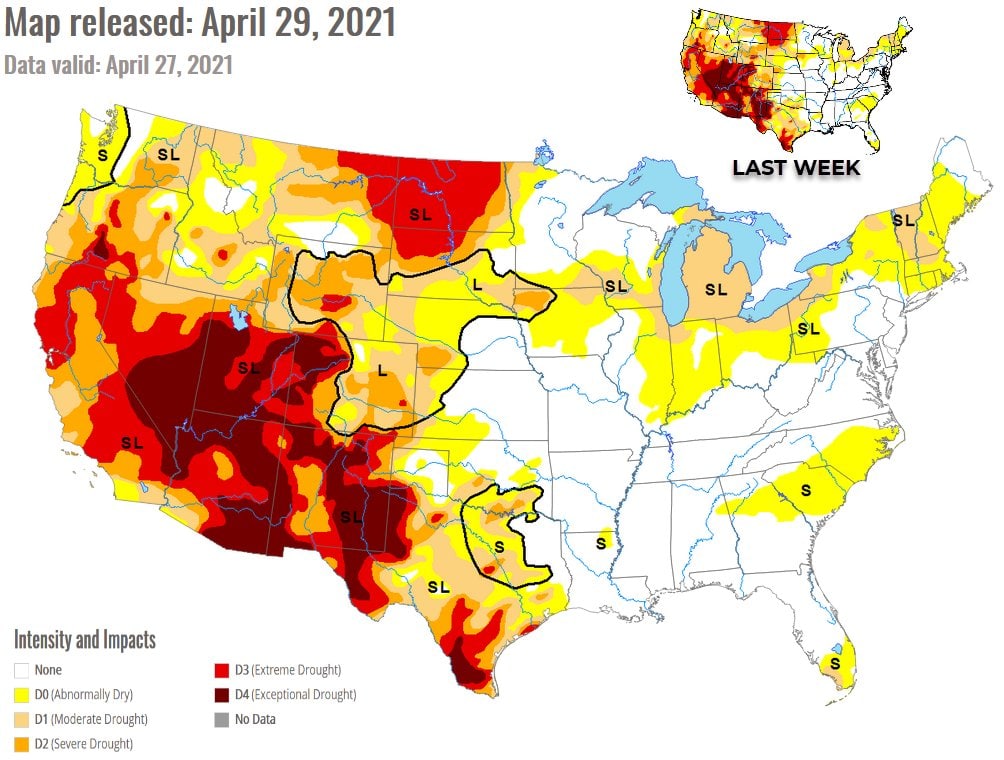 Map released: April 29, 2021
Data valid: April 27, 2021
LAST WEEK
S
SL
SL
SL
L
SL
SL
SL
SL
L
SL
SL
S
SL
S
S
SL
S
Intensity and Impacts
None
D0 (Abnormally Dry)
D1 (Moderate Drought)
D2 (Severe Drought)
D3 (Extreme Drought)
D4 (Exceptional Drought)
No Data